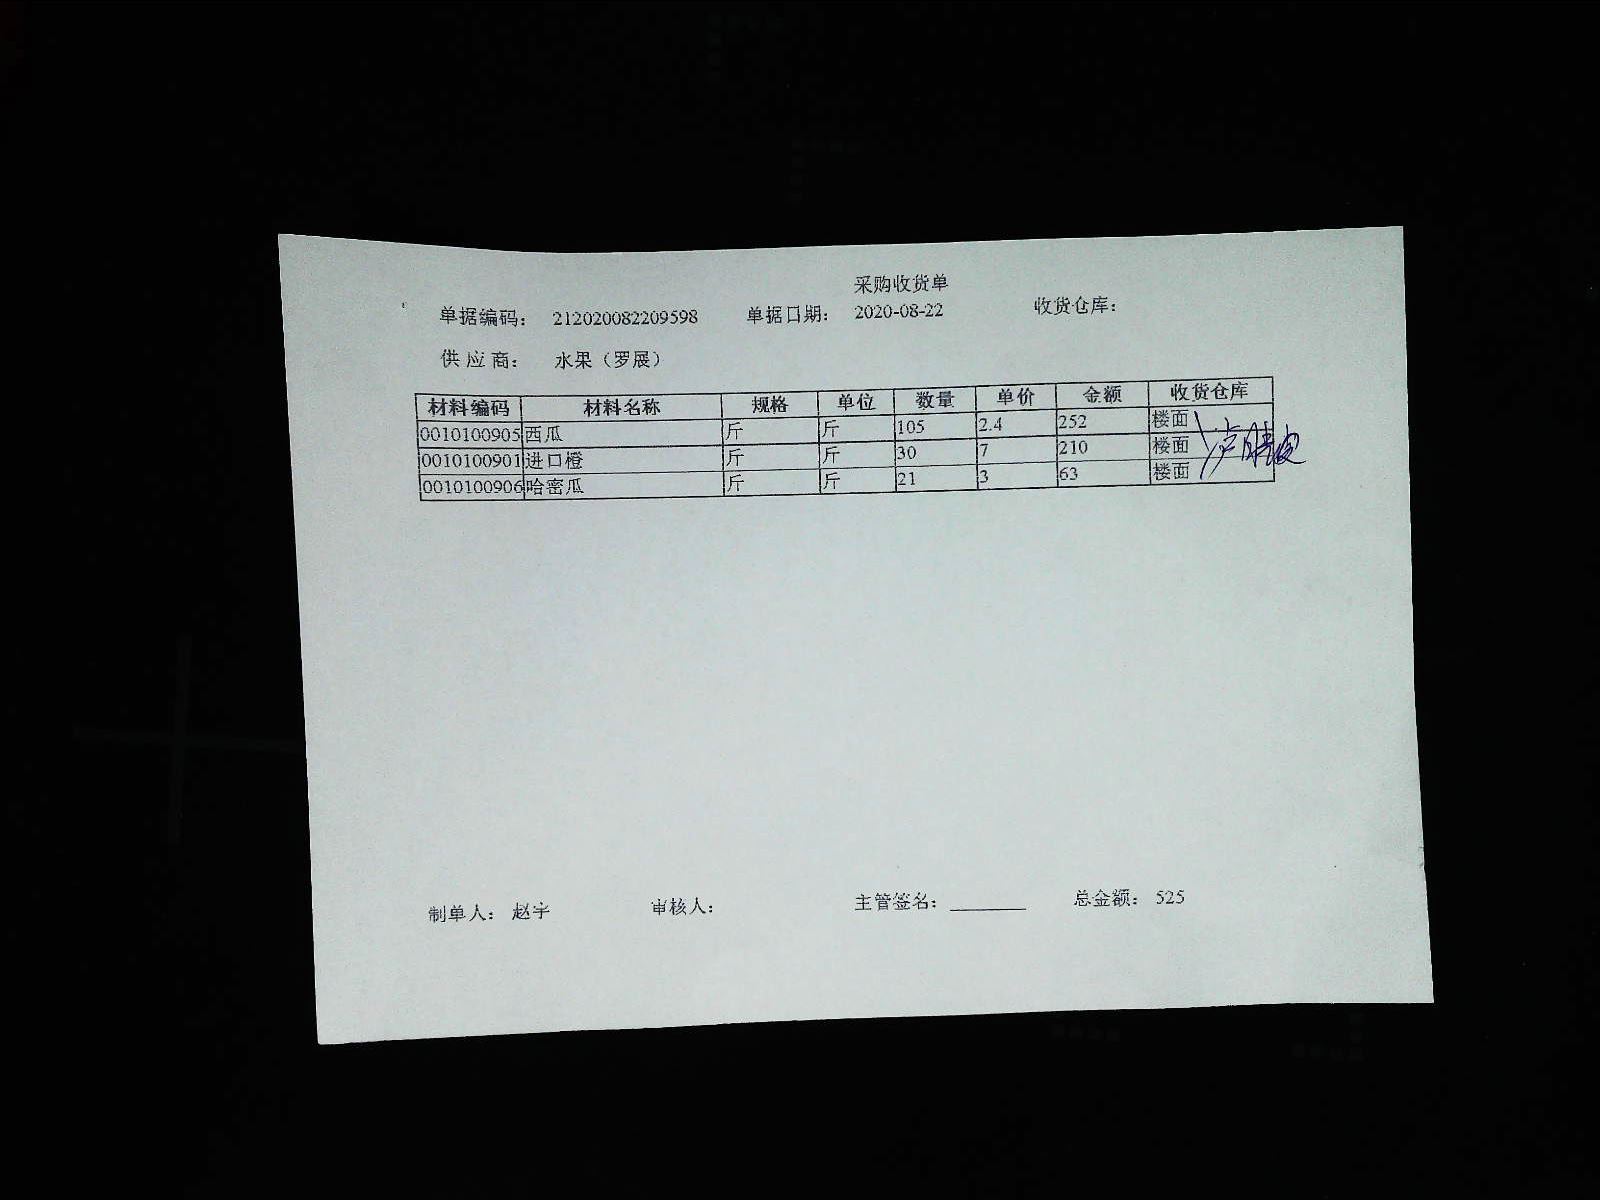 采购收货单
单据编码： 212020082209598 单据日期： 2020-08-22 收货仓库：
供应商： 水果（罗展）
材料编码 材料名称 规格 单位 数量 单价 金额 收货仓库
0010100905 西瓜 斤 斤 105 2.4 252 楼面
0010100901 进口橙 斤 斤 30 7 210 楼面
0010100906 哈密瓜 斤 斤 21 3 63 楼面
制单人： 赵宇 审核人： 主管签名： ________ 总金额： 525